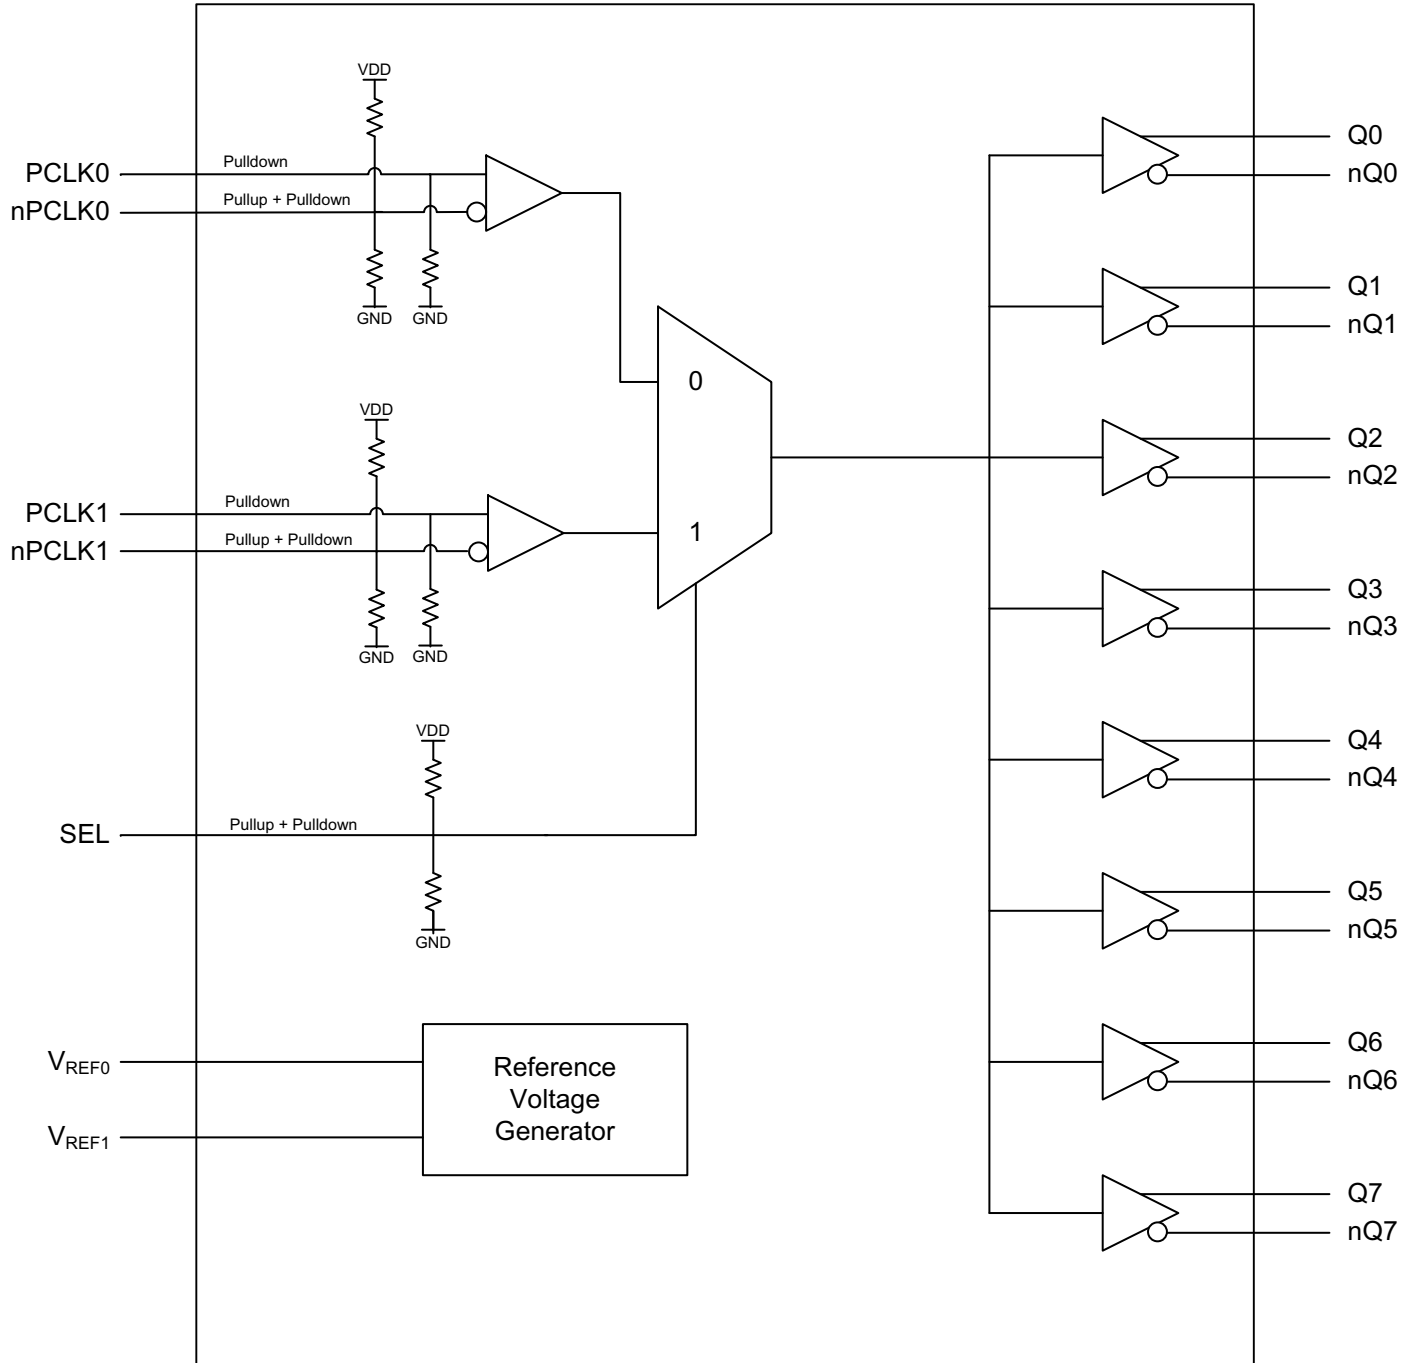 VDD
Q0
PCLK0
Pulldown
nQ0
nPCLK0
Pullup + Pulldown
GND
GND
Q1
nQ1
0
VDD
Q2
nQ2
PCLK1
Pulldown
1
nPCLK1
Pullup + Pulldown
Q3
nQ3
GND
GND
VDD
Q4
nQ4
SEL
Pullup + Pulldown
Q5
nQ5
GND
VREF0
Reference
Voltage
Generator
VREF1
Q6
nQ6
Q7
nQ7